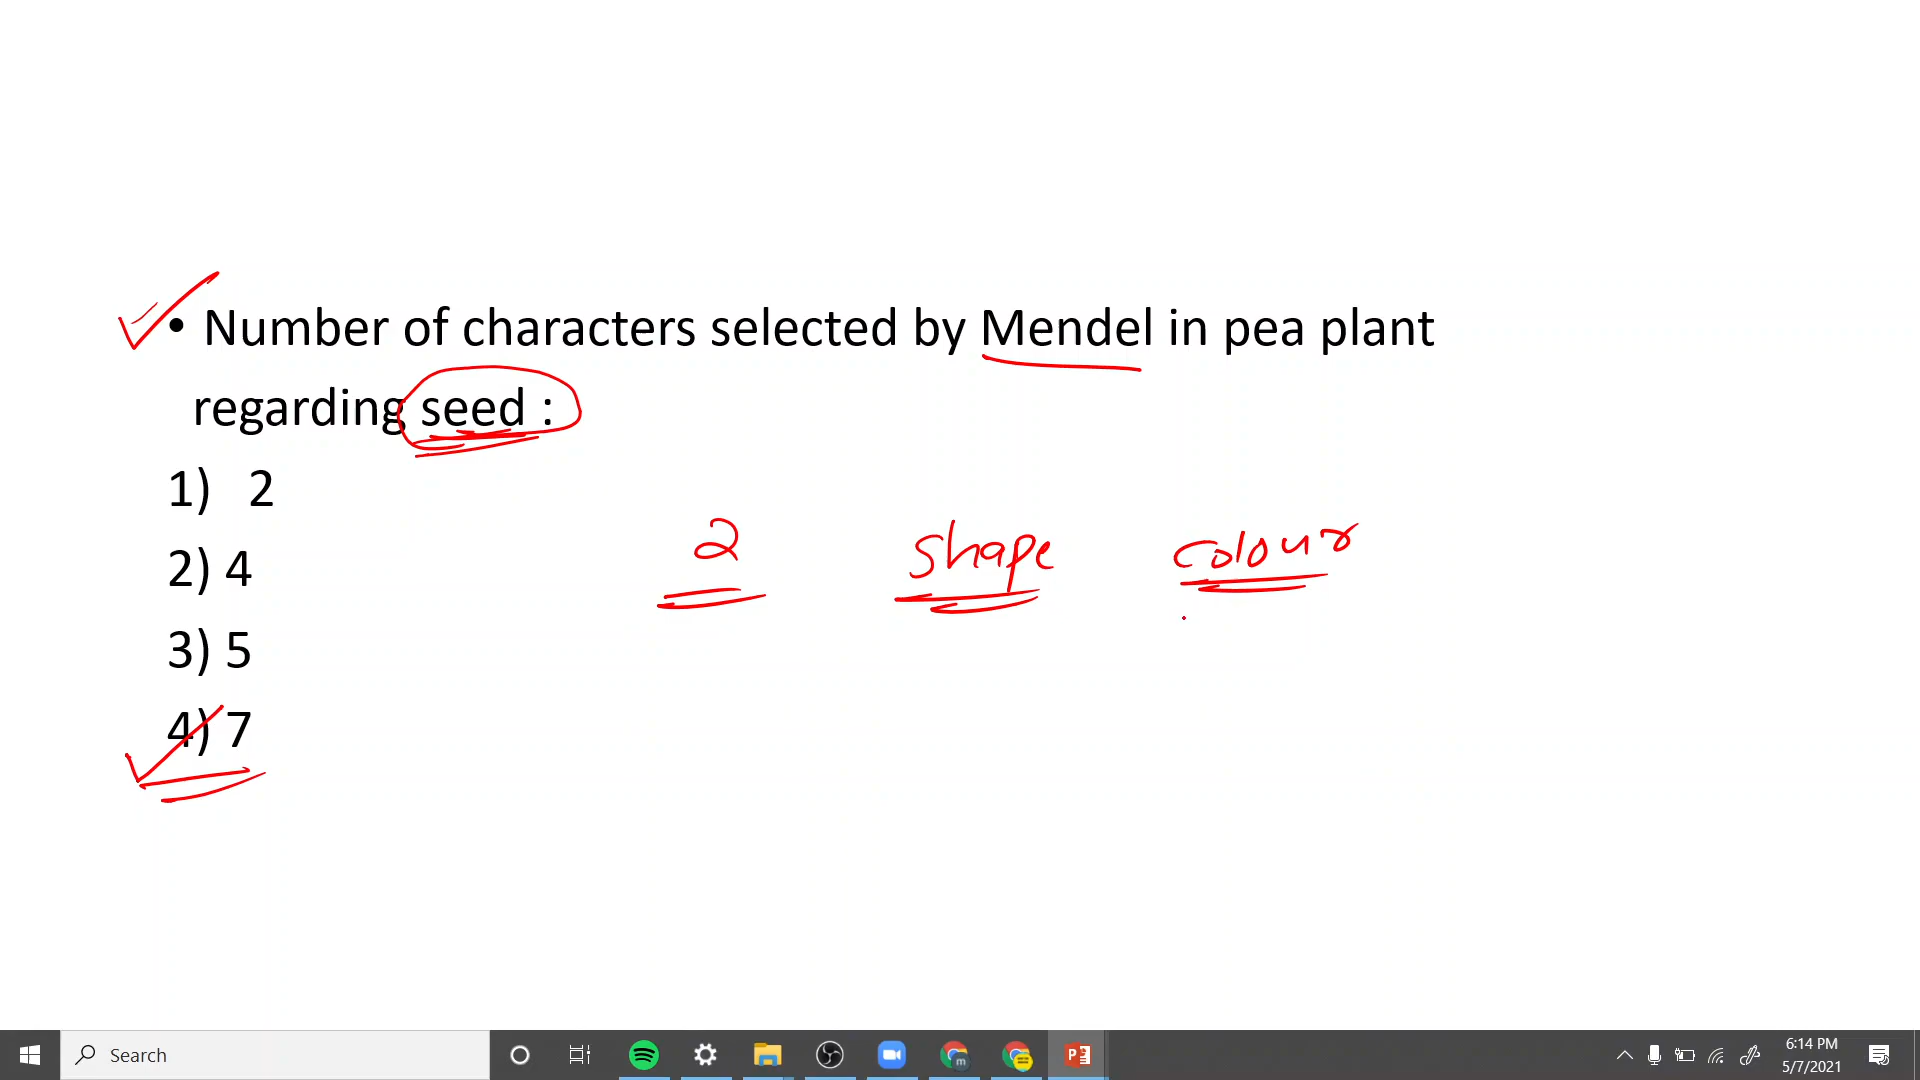 • Number of characters selected by Mendel in pea plant
regarding seed :
1) 2
2) 4
2 shape colour
3) 5
4) 7
Search
6:14 PM
5/7/2021